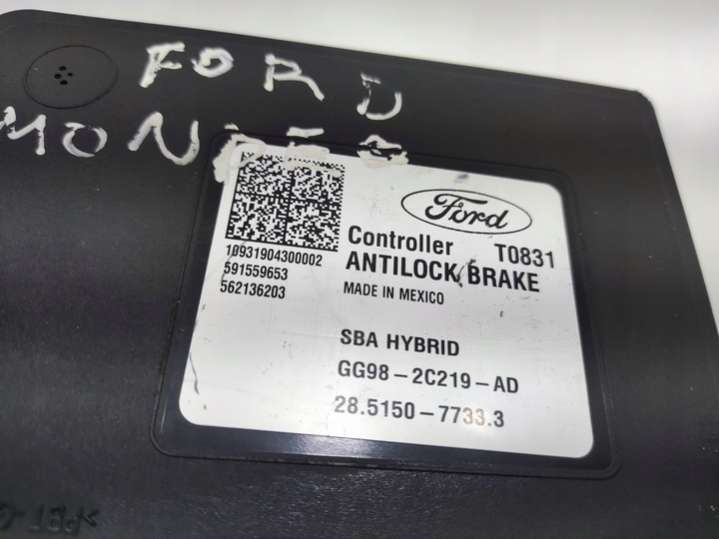 FORD
MONDEO
Ford
Controller T0831
ANTILOCK BRAKE
MADE IN MEXICO
10931904300002
591559653
562136203
SBA HYBRID
GG98 – 2C219 – AD
28.5150 – 7733.3